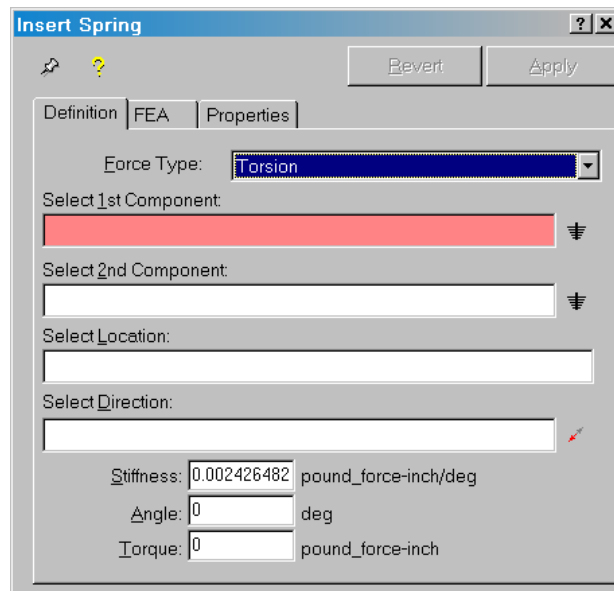 Insert Spring
Revert Apply
Definition FEA Properties
Force Type: Torsion
Select 1st Component:
Select 2nd Component:
Select Location:
Select Direction:
Stiffness: 0.002426482 pound_force-inch/deg
Angle: 0 deg
Torque: 0 pound_force-inch